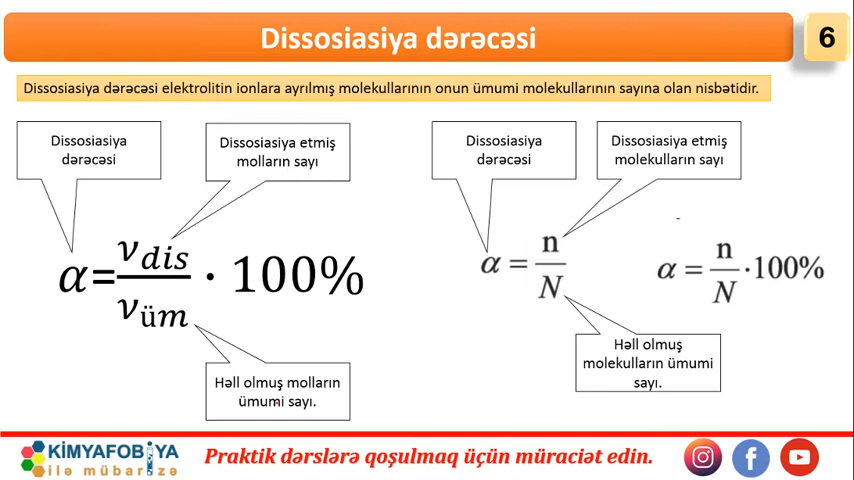 Dissosiasiya dərəcəsi
6
Dissosiasiya dərəcəsi elektrolitin ionlara ayrılmış molekullarının onun ümumi molekullarının sayına olan nisbətidir.
Dissosiasiya
dərəcəsi
Dissosiasiya etmiş
molların sayı
α=νdis/νüm · 100%
Həll olmuş molların
ümumi sayı.
Dissosiasiya
dərəcəsi
Dissosiasiya etmiş
molekulların sayı
α = n/N
α = n/N ·100%
Həll olmuş
molekulların ümumi
sayı.
KİMYAFOBİYA
ilə mübarizə
Praktik dərslərə qoşulmaq üçün müraciət edin.